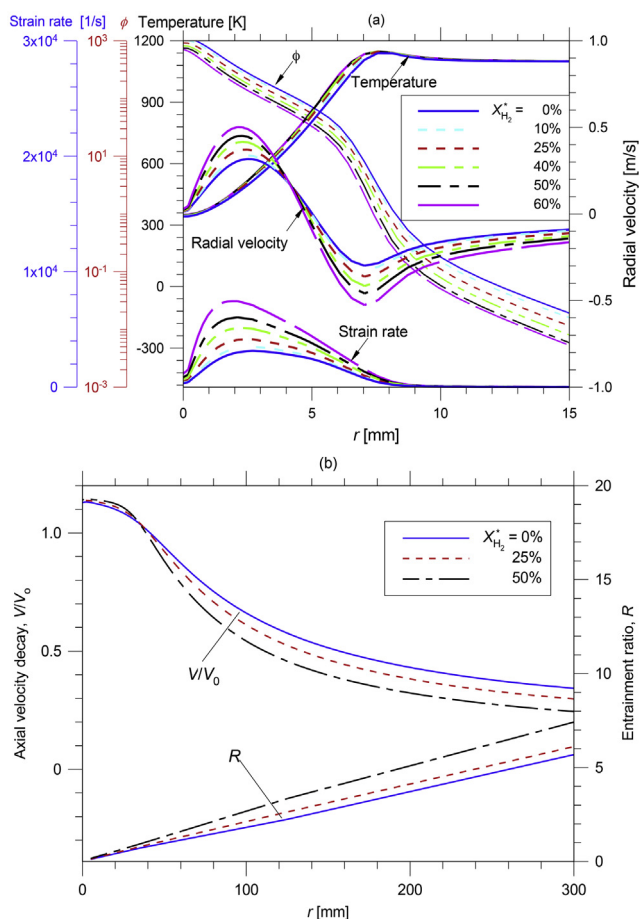 Strain rate [1/s] ϕ Temperature [K] (a)
3x10⁴ 10³ 1200 1.0
ϕ
Temperature
900
X*H₂ = 0%
10%
25%
40%
50%
60%
2x10⁴ 10¹ 600 0.5
300 0
Radial velocity
Radial velocity [m/s]
1x10⁴ 10⁻¹ 0 -0.5
Strain rate
-300
0 10⁻³ -1.0
0 5 10 15
r [mm]
(b)
20
1.0
X*H₂ = 0%
25%
50%
15
Axial velocity decay, V/Vo
0.5
V/V₀
10
Entrainment ratio, R
R
0
5
0
0 100 200 300
r [mm]